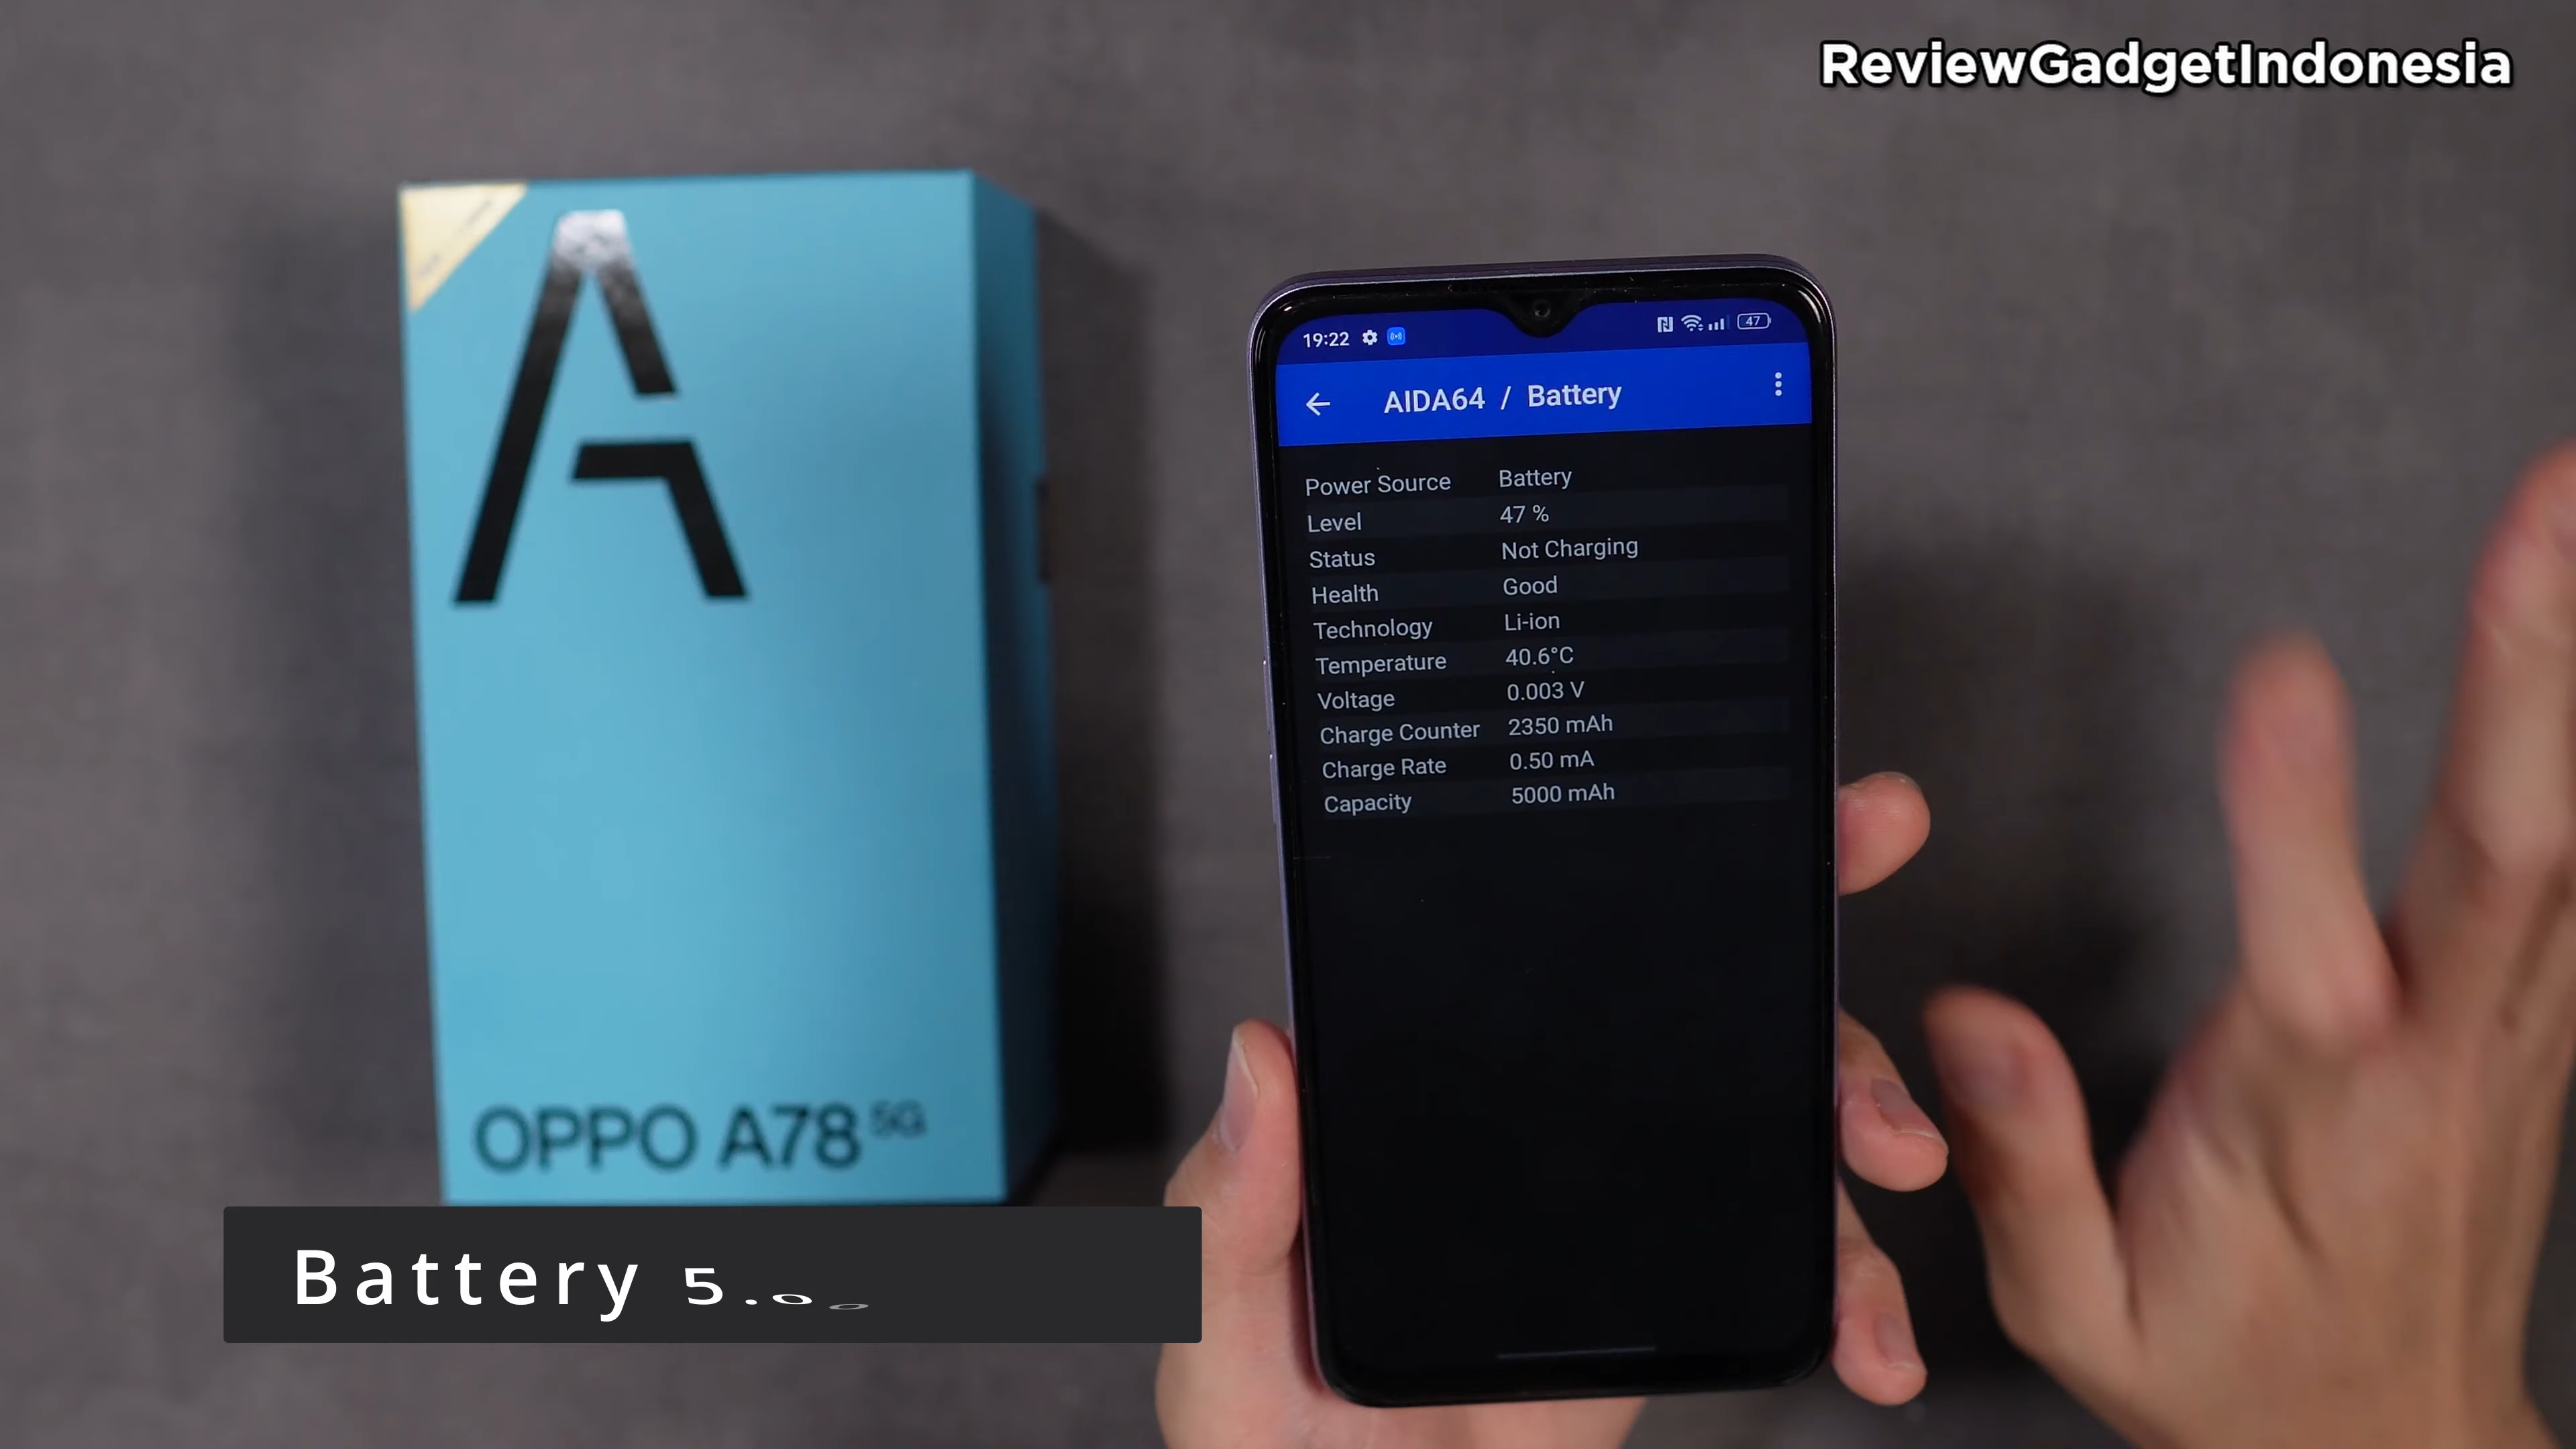 ReviewGadgetIndonesia
A
OPPO A78 5G
19:22
47
AIDA64 / Battery
Power Source Battery
Level 47 %
Status Not Charging
Health Good
Technology Li-ion
Temperature 40.6°C
Voltage 0.003 V
Charge Counter 2350 mAh
Charge Rate 0.50 mA
Capacity 5000 mAh
Battery 5.0